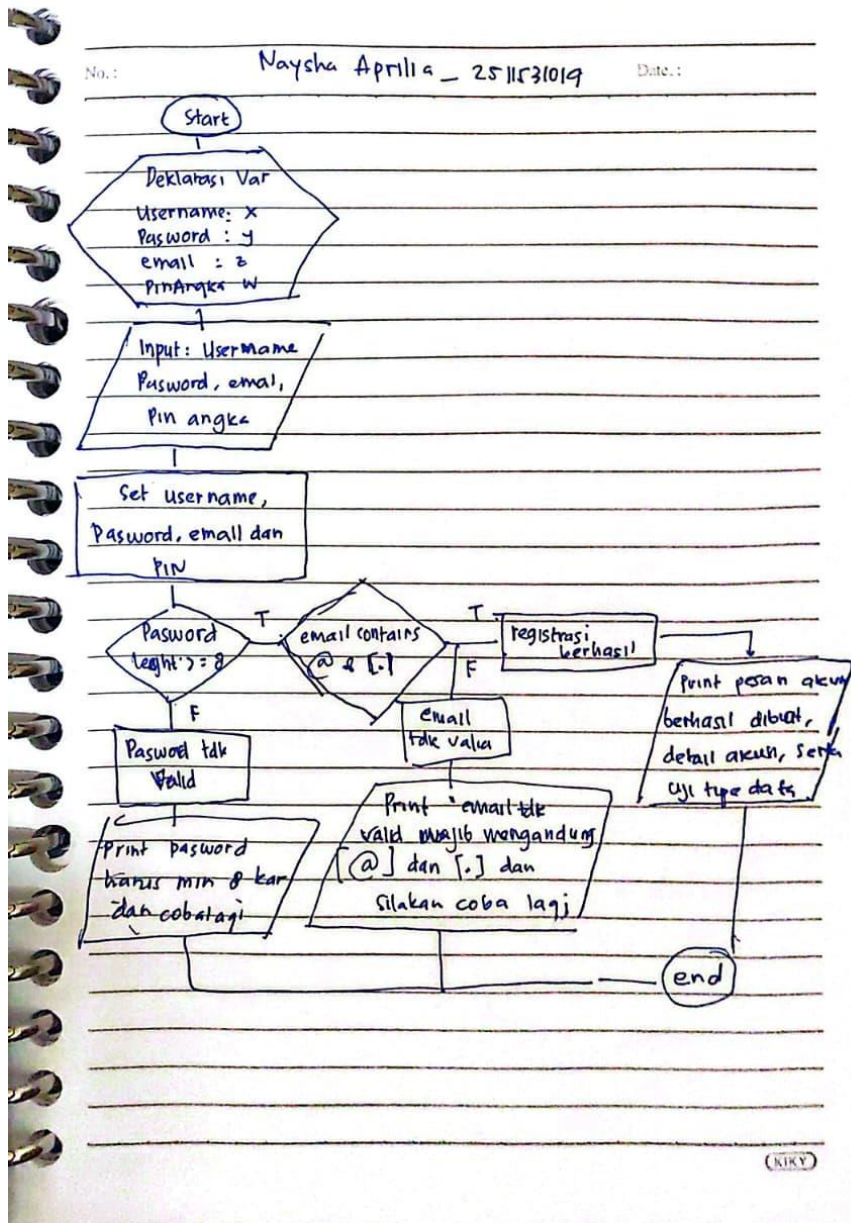 No. :
Naysha Aprilia _ 2511531019
Date. :
Start
Deklarasi Var
Username: x
Pasword : y
email : z
PinAngka W
Input: Username
Pasword, email,
Pin angka
Set username,
Pasword, email dan
PIN
Pasword
leght >= 8
T
F
email contains
@ & [.]
T
F
registrasi
berhasil
Print pesan akun
berhasil dibuat,
detail akun, serta
uji type data
email
tdk valid
Pasword tdk
Valid
Print pasword
harus min 8 kar
dan coba lagi
Print "email tdk
valid wajib mengandung
[@] dan [.] dan
silakan coba lagi
end
KIKY